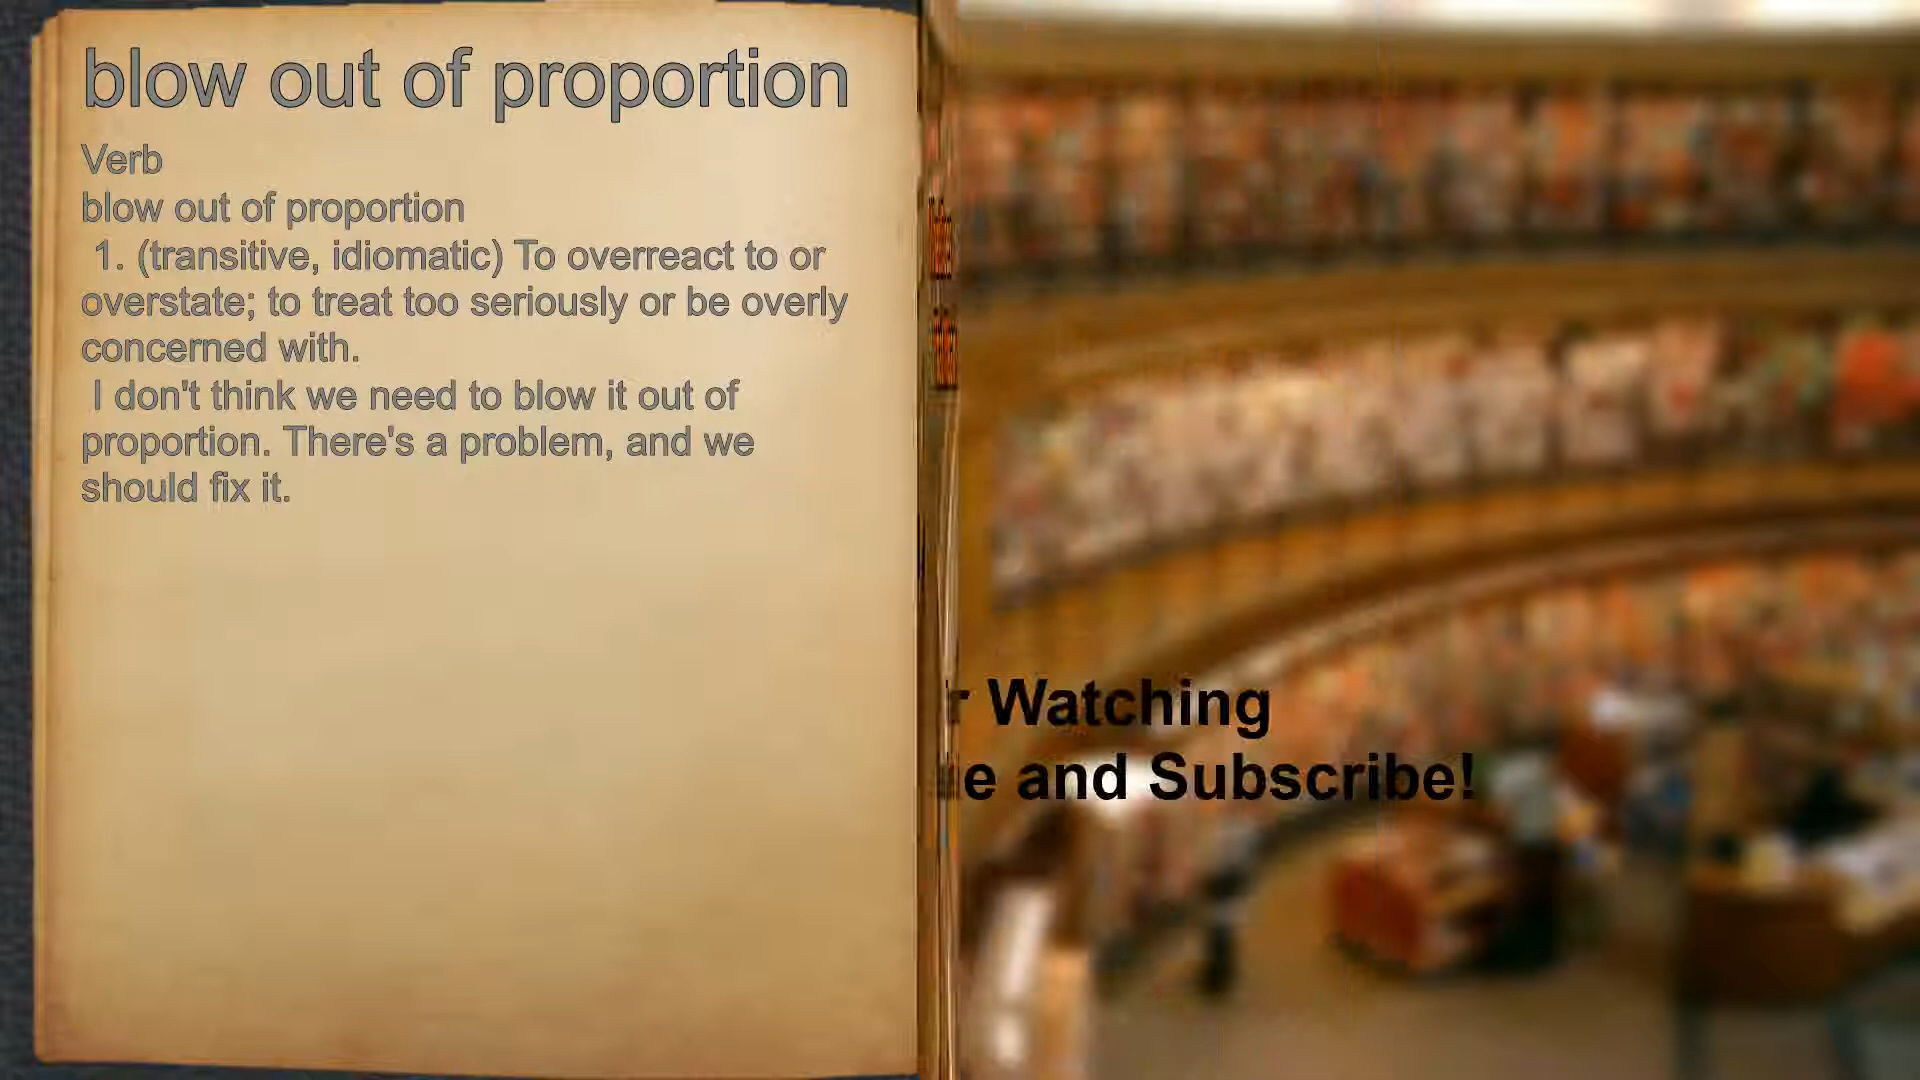 blow out of proportion
Verb
blow out of proportion
1. (transitive, idiomatic) To overreact to or
overstate; to treat too seriously or be overly
concerned with.
I don't think we need to blow it out of
proportion. There's a problem, and we
should fix it.
Watching
and Subscribe!